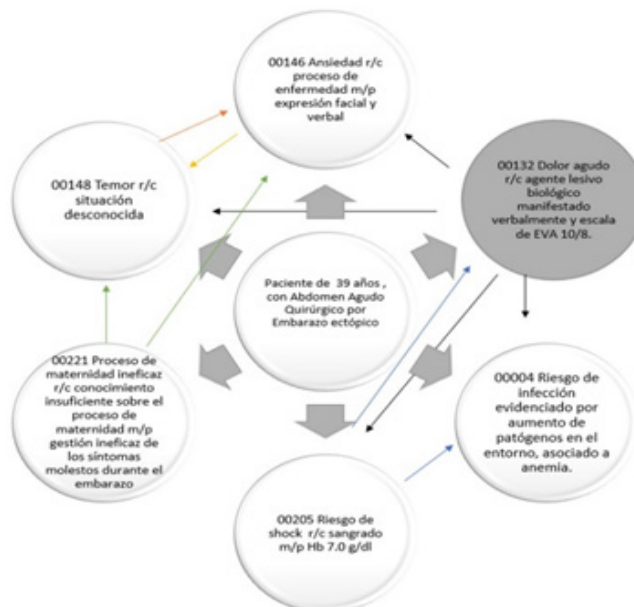 00146 Ansiedad r/c
proceso de
enfermedad m/p
expresión facial y
verbal
00148 Temor r/c
situación
desconocida
00132 Dolor agudo
r/c agente lesivo
biológico
manifestado
verbalmente y escala
de EVA 10/8.
Paciente de 39 años ,
con Abdomen Agudo
Quirúrgico por
Embarazo ectópico
00221 Proceso de
maternidad ineficaz
r/c conocimiento
insuficiente sobre el
proceso de
maternidad m/p
gestión ineficaz de
los síntomas
molestos durante el
embarazo
00004 Riesgo de
infección
evidenciado por
aumento de
patógenos en el
entorno, asociado a
anemia.
00205 Riesgo de
shock r/c sangrado
m/p Hb 7.0 g/dl